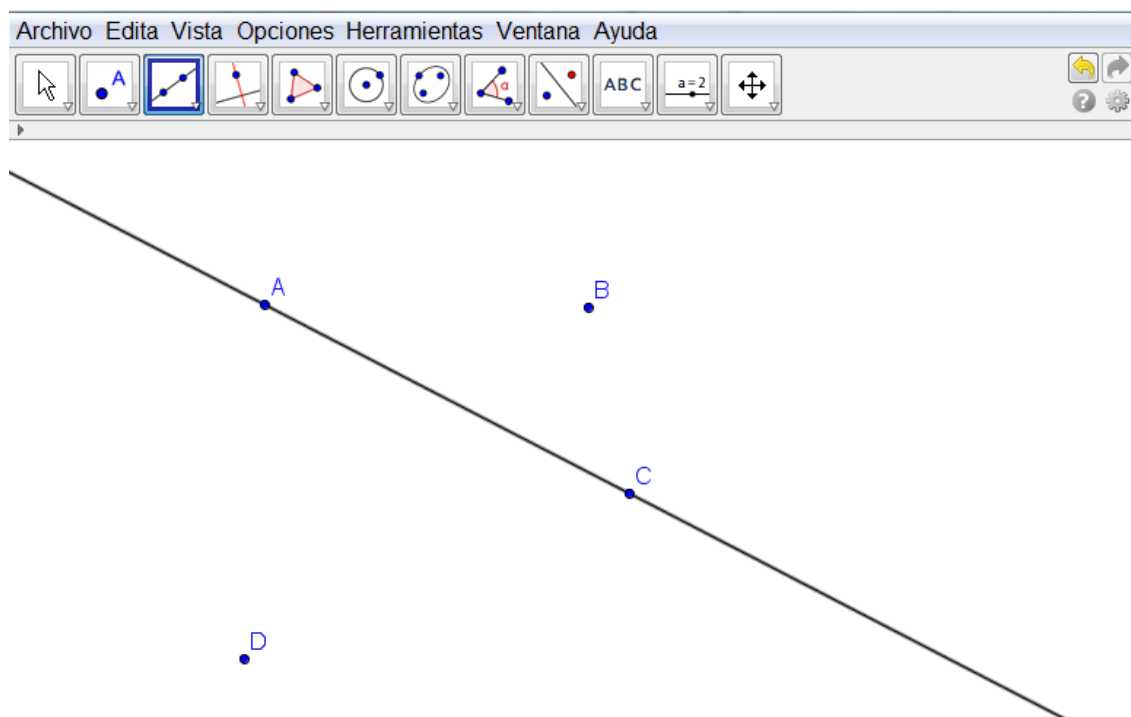 Archivo Edita Vista Opciones Herramientas Ventana Ayuda
A α ABC a=2
A
B
C
D